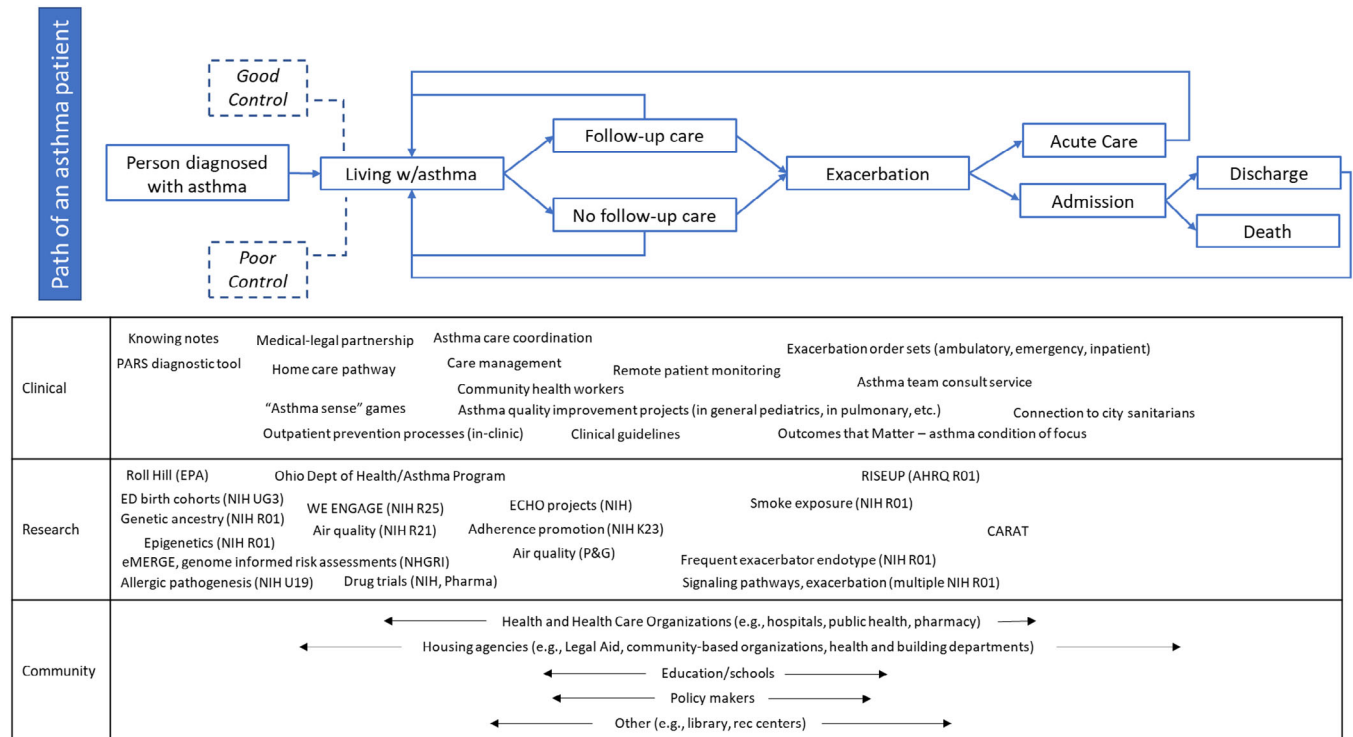 Path of an asthma patient
Good
Control
Person diagnosed
with asthma
Living w/asthma
Poor
Control
Follow-up care
No follow-up care
Exacerbation
Acute Care
Admission
Discharge
Death
Clinical
Knowing notes
Medical-legal partnership
Asthma care coordination
Exacerbation order sets (ambulatory, emergency, inpatient)
PARS diagnostic tool
Home care pathway
Care management
Remote patient monitoring
Community health workers
Asthma team consult service
“Asthma sense” games
Asthma quality improvement projects (in general pediatrics, in pulmonary, etc.)
Connection to city sanitarians
Outpatient prevention processes (in-clinic)
Clinical guidelines
Outcomes that Matter – asthma condition of focus
Research
Roll Hill (EPA)
Ohio Dept of Health/Asthma Program
RISEUP (AHRQ R01)
ED birth cohorts (NIH UG3)
WE ENGAGE (NIH R25)
ECHO projects (NIH)
Smoke exposure (NIH R01)
Genetic ancestry (NIH R01)
Air quality (NIH R21)
Adherence promotion (NIH K23)
CARAT
Epigenetics (NIH R01)
Air quality (P&G)
eMERGE, genome informed risk assessments (NHGRI)
Frequent exacerbator endotype (NIH R01)
Allergic pathogenesis (NIH U19)
Drug trials (NIH, Pharma)
Signaling pathways, exacerbation (multiple NIH R01)
Community
Health and Health Care Organizations (e.g., hospitals, public health, pharmacy)
Housing agencies (e.g., Legal Aid, community-based organizations, health and building departments)
Education/schools
Policy makers
Other (e.g., library, rec centers)